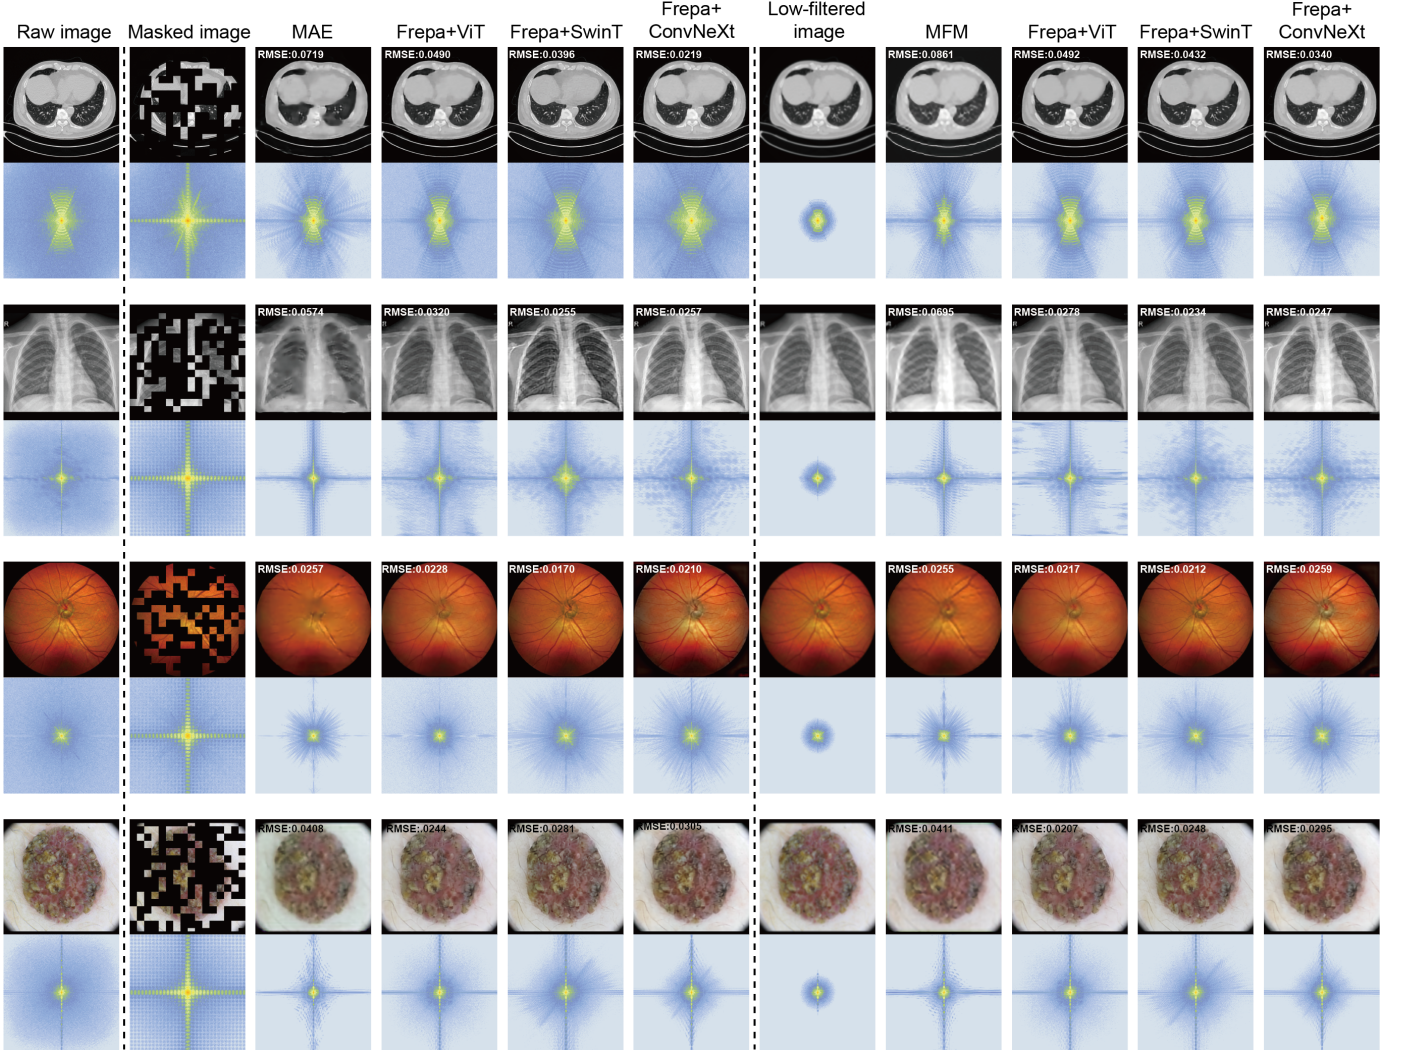 Raw image
Masked image
MAE
Frepa+ViT
Frepa+SwinT
Frepa+
ConvNeXt
Low-filtered
image
MFM
Frepa+ViT
Frepa+SwinT
Frepa+
ConvNeXt
RMSE:0.0719
RMSE:0.0490
RMSE:0.0396
RMSE:0.0219
RMSE:0.0861
RMSE:0.0492
RMSE:0.0432
RMSE:0.0340
RMSE:0.0574
RMSE:0.0320
RMSE:0.0255
RMSE:0.0257
RMSE:0.0695
RMSE:0.0278
RMSE:0.0234
RMSE:0.0247
R
R
R
R
R
R
R
R
R
RMSE:0.0257
RMSE:0.0228
RMSE:0.0170
RMSE:0.0210
RMSE:0.0255
RMSE:0.0217
RMSE:0.0212
RMSE:0.0259
RMSE:0.0408
RMSE:.0244
RMSE:0.0281
RMSE:0.0305
RMSE:0.0411
RMSE:0.0207
RMSE:0.0248
RMSE:0.0295